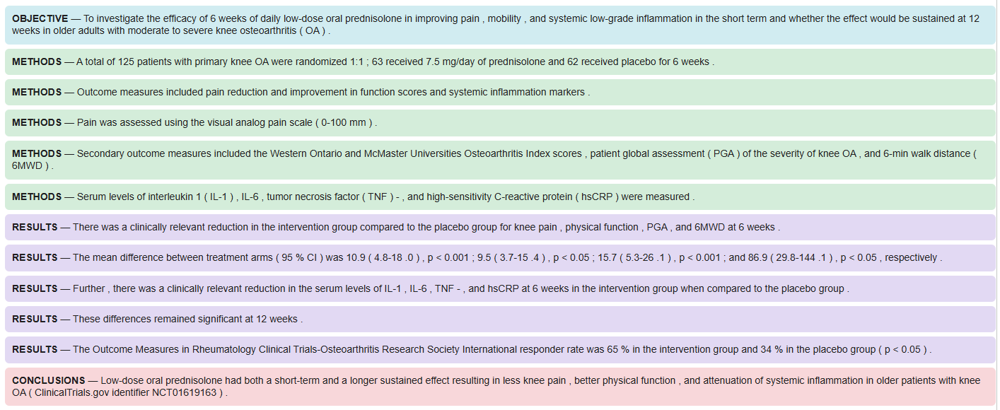 OBJECTIVE — To investigate the efficacy of 6 weeks of daily low-dose oral prednisolone in improving pain , mobility , and systemic low-grade inflammation in the short term and whether the effect would be sustained at 12
weeks in older adults with moderate to severe knee osteoarthritis ( OA ) .
METHODS — A total of 125 patients with primary knee OA were randomized 1:1 ; 63 received 7.5 mg/day of prednisolone and 62 received placebo for 6 weeks .
METHODS — Outcome measures included pain reduction and improvement in function scores and systemic inflammation markers .
METHODS — Pain was assessed using the visual analog pain scale ( 0-100 mm ) .
METHODS — Secondary outcome measures included the Western Ontario and McMaster Universities Osteoarthritis Index scores , patient global assessment ( PGA ) of the severity of knee OA , and 6-min walk distance (
6MWD ) .
METHODS — Serum levels of interleukin 1 ( IL-1 ) , IL-6 , tumor necrosis factor ( TNF ) - , and high-sensitivity C-reactive protein ( hsCRP ) were measured .
RESULTS — There was a clinically relevant reduction in the intervention group compared to the placebo group for knee pain , physical function , PGA , and 6MWD at 6 weeks .
RESULTS — The mean difference between treatment arms ( 95 % CI ) was 10.9 ( 4.8-18 .0 ) , p < 0.001 ; 9.5 ( 3.7-15 .4 ) , p < 0.05 ; 15.7 ( 5.3-26 .1 ) , p < 0.001 ; and 86.9 ( 29.8-144 .1 ) , p < 0.05 , respectively .
RESULTS — Further , there was a clinically relevant reduction in the serum levels of IL-1 , IL-6 , TNF - , and hsCRP at 6 weeks in the intervention group when compared to the placebo group .
RESULTS — These differences remained significant at 12 weeks .
RESULTS — The Outcome Measures in Rheumatology Clinical Trials-Osteoarthritis Research Society International responder rate was 65 % in the intervention group and 34 % in the placebo group ( p < 0.05 ) .
CONCLUSIONS — Low-dose oral prednisolone had both a short-term and a longer sustained effect resulting in less knee pain , better physical function , and attenuation of systemic inflammation in older patients with knee
OA ( ClinicalTrials.gov identifier NCT01619163 ) .